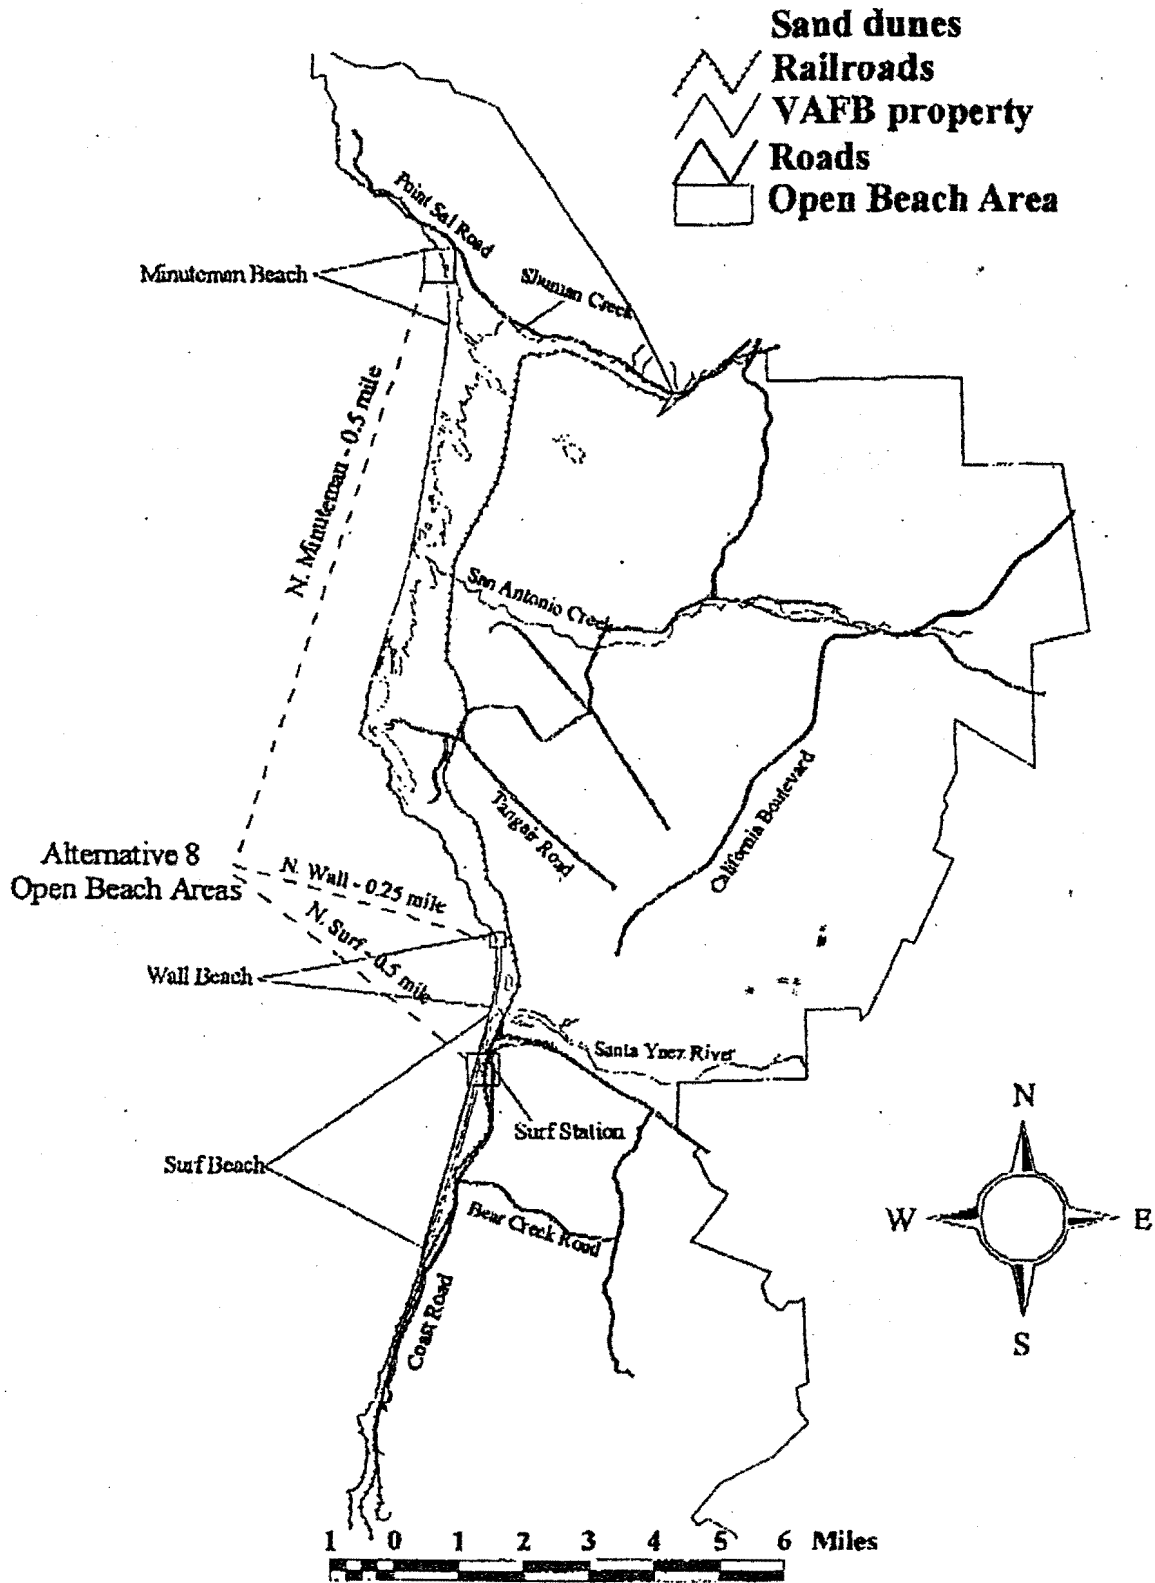 Sand dunes
Railroads
VAFB property
Roads
Open Beach Area
Point Sal Road
Minuteman Beach
Shuman Creek
N. Minuteman - 0.5 mile
San Antonio Creek
Tangair Road
California Boulevard
Alternative 8
Open Beach Areas
N. Wall - 0.25 mile
N. Surf - 0.5 mile
Wall Beach
Santa Ynez River
Surf Station
Surf Beach
Bear Creek Road
Coast Road
N
W E
S
1 0 1 2 3 4 5 6 Miles